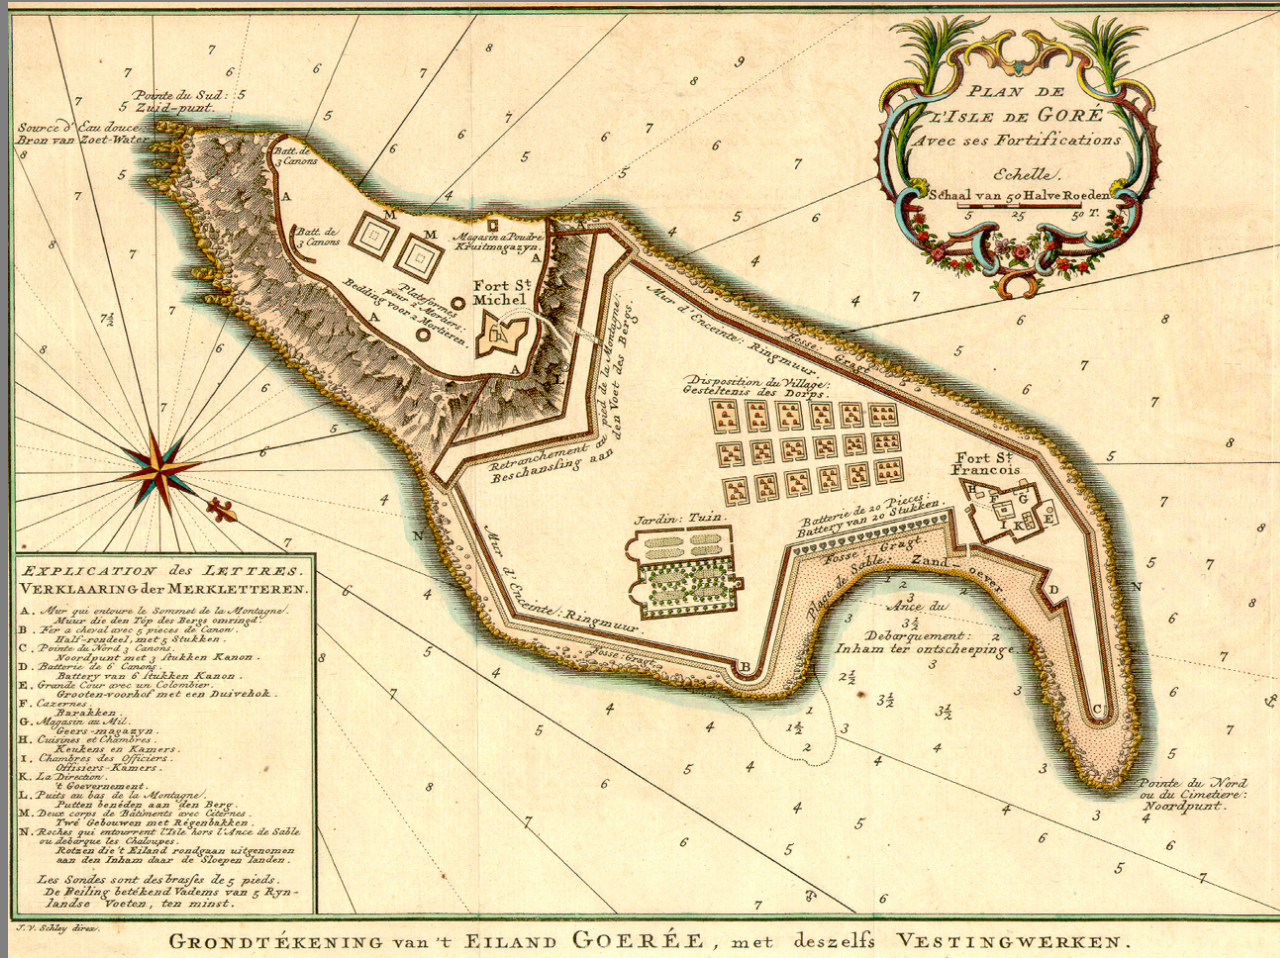 PLAN DE
L'ISLE DE GORÉ
Avec ses Fortifications
Echelle.
Schaal van 50 Halve Roeden
5 25 50 T.
Pointe du Sud:
Zuid-punt.
Source d'Eau douce:
Bron van Zoet-Water
Batt. de
3 Canons
A
Batt. de
3 Canons
M
M
Magasin a Poudre
Kruitmagazyn.
A
A
Plateformes
pour 2 Mortiers:
Bedding voor 2 Mortieren.
A
A
Fort St.
Michel
L
Retranchement au pied de la Montagne:
Beschansfing aan den Voet des Bergs.
Mur d'Enceinte: Ringmuur.
Fosse: Gragt
Disposition du Village:
Gesteltenis des Dorps.
Fort St.
Francois
H
F
G
I
K
E
Jardin: Tuin.
Batterie de 20 Pieces:
Battery van 20 Stukken.
Fosse: Gragt
Plage de Sable: Zand-oever
D
N
N
Mur d'Enceinte: Ringmuur.
Fosse: Gragt
B
C
Ance du
Debarquement:
Inham ter ontscheepinge
Pointe du Nord
ou du Cimetiere:
Noordpunt.
EXPLICATION des LETTRES.
VERKLAARING der MERKLETTEREN.
A. Mur qui entoure le Sommet de la Montagne.
Muur die den Top des Bergs omringd.
B. Fer a cheval avec 5 pieces de Canon.
Half-rondeel, met 5 Stukken.
C. Pointe du Nord 3 Canons.
Noordpunt met 3 stukken Kanon.
D. Batterie de 6 Canons.
Battery van 6 stukken Kanon.
E. Grande Cour avec un Colombier.
Grooten-voorhof met een Duivehok.
F. Cazernes.
Barakken.
G. Magasin au Mil.
Geers-magazyn.
H. Cuisines et Chambres.
Keukens en Kamers.
I. Chambres des Officiers.
Offisiers-Kamers.
K. La Direction.
't Goevernement.
L. Puits au bas de la Montagne.
Putten benéden aan den Berg.
M. Deux corps de Bâtiments avec Citernes.
Twé Gebouwen met Régenbakken.
N. Roches qui entourrent l'Isle hors l'Ance de Sable
ou debarque les Chaloupes.
Rotzen die 't Eiland rondgaan uitgenomen
aan den Inham daar de Sloepen landen.
Les Sondes sont des brasses de 5 pieds.
De Peiling betékend Vadems van 5 Ryn-
landse Voeten, ten minst.
J. V. Schley direx.
GRONDTÉKENING van 't EILAND GOERÉE, met deszelfs VESTINGWERKEN.